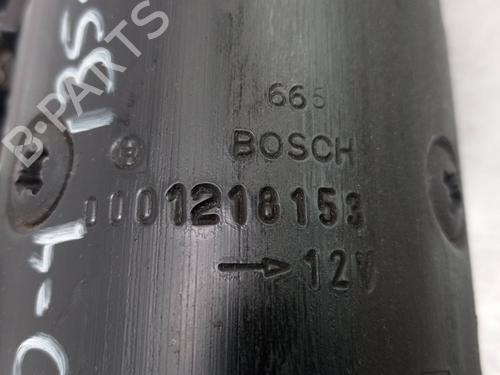 B-PARTS
665
BOSCH
0001218153
→ 12V